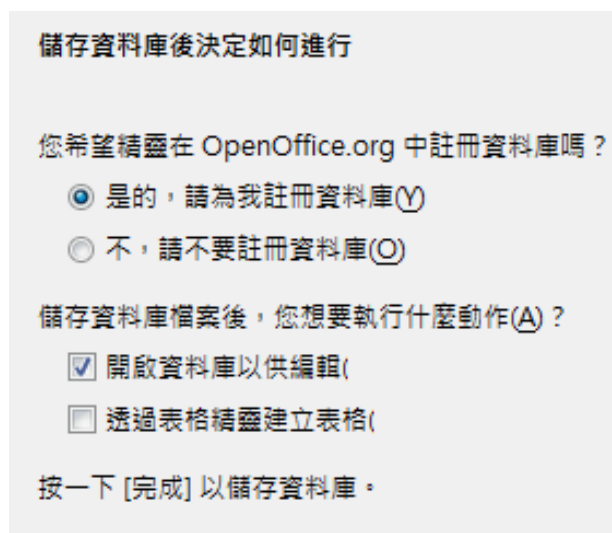 儲存資料庫後決定如何進行
您希望精靈在 OpenOffice.org 中註冊資料庫嗎？
是的，請為我註冊資料庫(Y)
不，請不要註冊資料庫(O)
儲存資料庫檔案後，您想要執行什麼動作(A)？
開啟資料庫以供編輯(
透過表格精靈建立表格(
按一下 [完成] 以儲存資料庫。